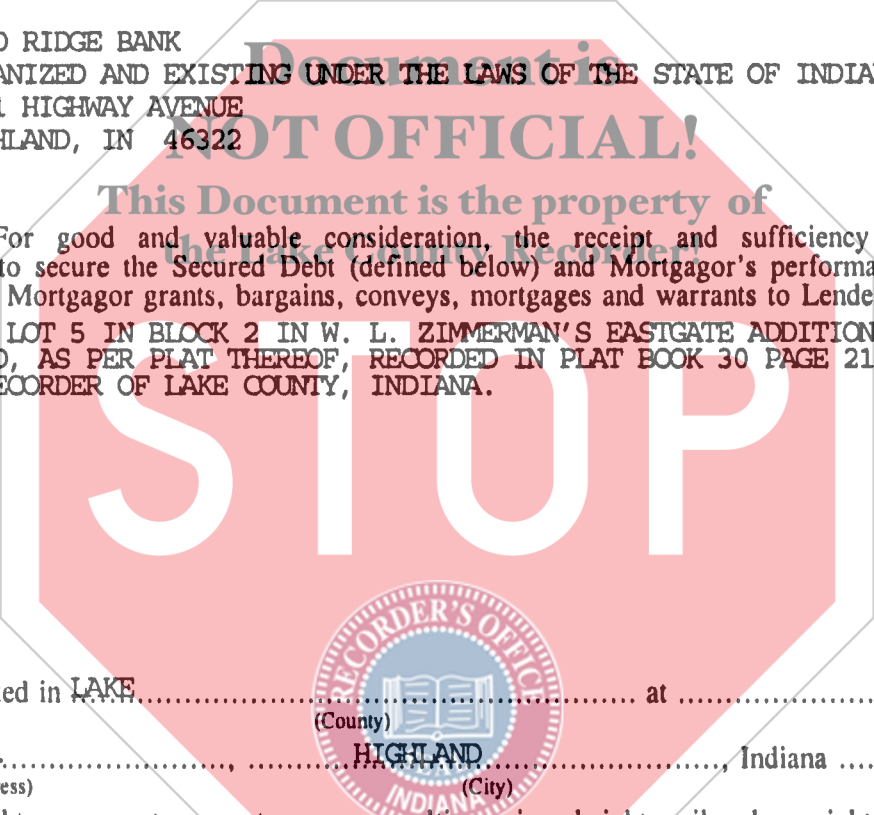 D RIDGE BANK
ANIZED AND EXISTING UNDER THE LAWS OF THE STATE OF INDIA
1 HIGHWAY AVENUE
HLAND, IN 46322
Document is
NOT OFFICIAL!
This Document is the property of
the Lake County Recorder!
For good and valuable consideration, the receipt and sufficiency
to secure the Secured Debt (defined below) and Mortgagor's performa
Mortgagor grants, bargains, conveys, mortgages and warrants to Lende
LOT 5 IN BLOCK 2 IN W. L. ZIMMERMAN'S EASTGATE ADDITION
D, AS PER PLAT THEREOF, RECORDED IN PLAT BOOK 30 PAGE 21
ECORDER OF LAKE COUNTY, INDIANA.
STOP
RECORDER'S OFFICE
ted in LAKE at
(County)
HIGHLAND, Indiana
ess) (City)
INDIANA